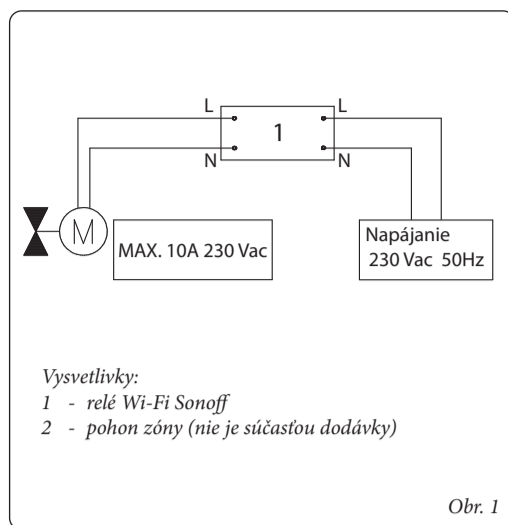 L
L
1
N
N
M
MAX. 10A 230 Vac
Napájanie
230 Vac 50Hz
Vysvetlivky:
1 - relé Wi-Fi Sonoff
2 - pohon zóny (nie je súčasťou dodávky)
Obr. 1